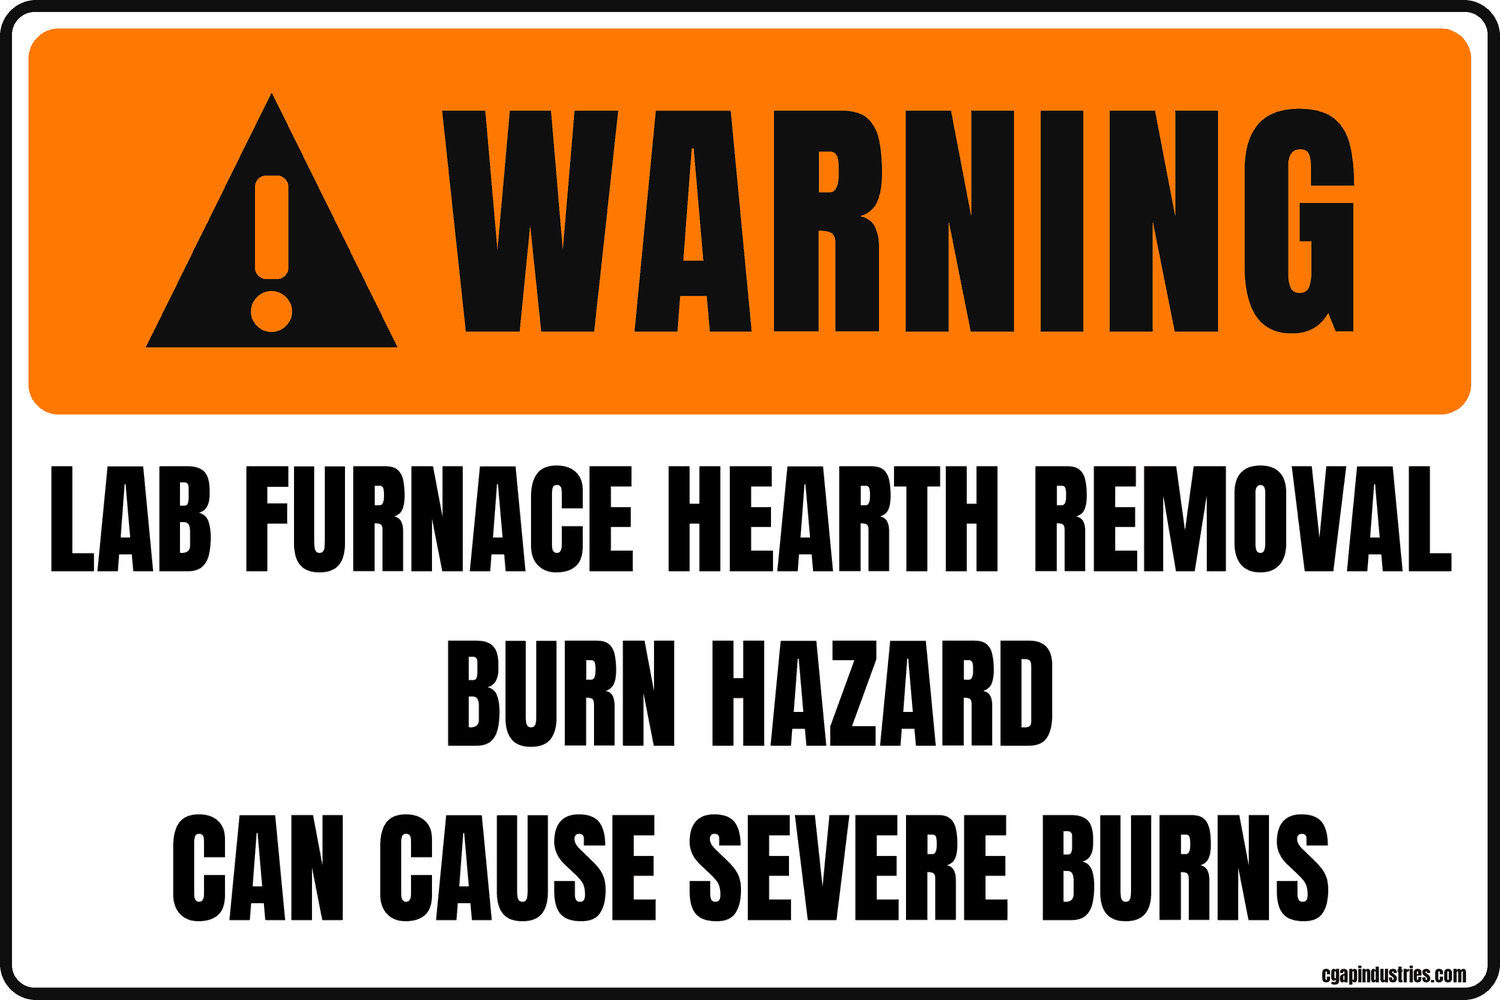 WARNING
LAB FURNACE HEARTH REMOVAL
BURN HAZARD
CAN CAUSE SEVERE BURNS
cgapindustries.com